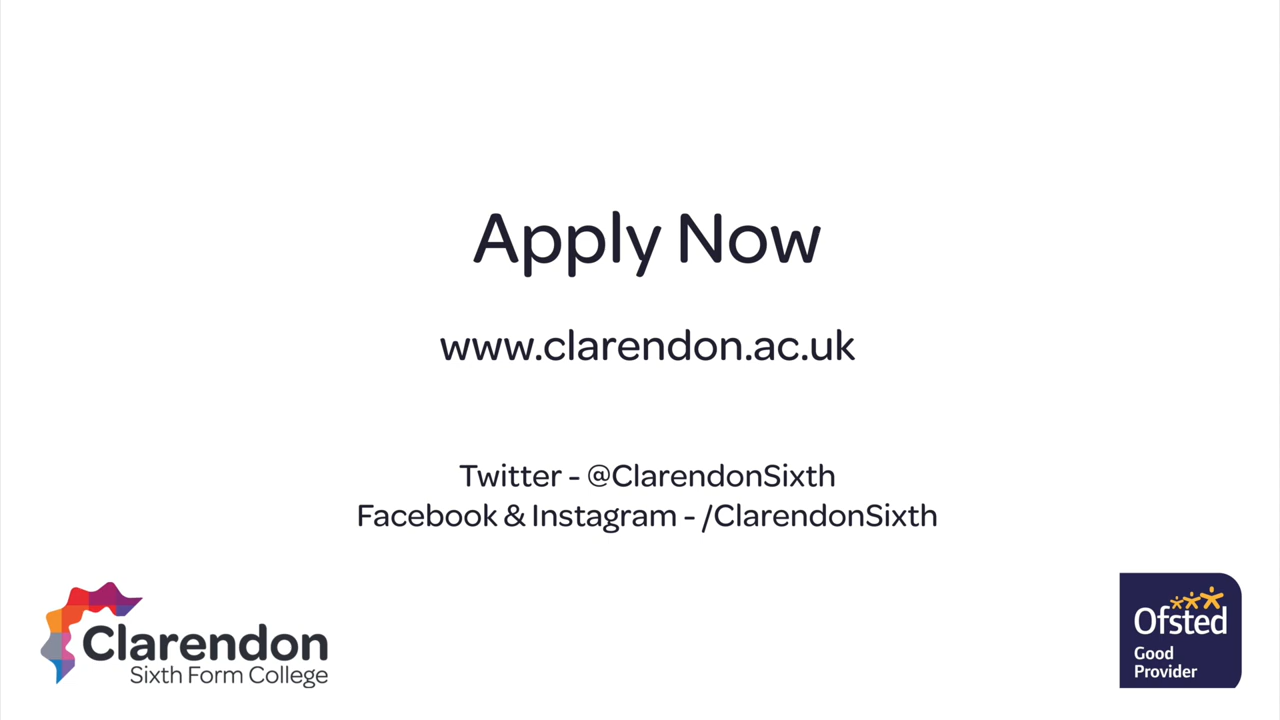 Apply Now
www.clarendon.ac.uk
Twitter - @ClarendonSixth
Facebook & Instagram - /ClarendonSixth
Clarendon
Sixth Form College
Ofsted
Good
Provider